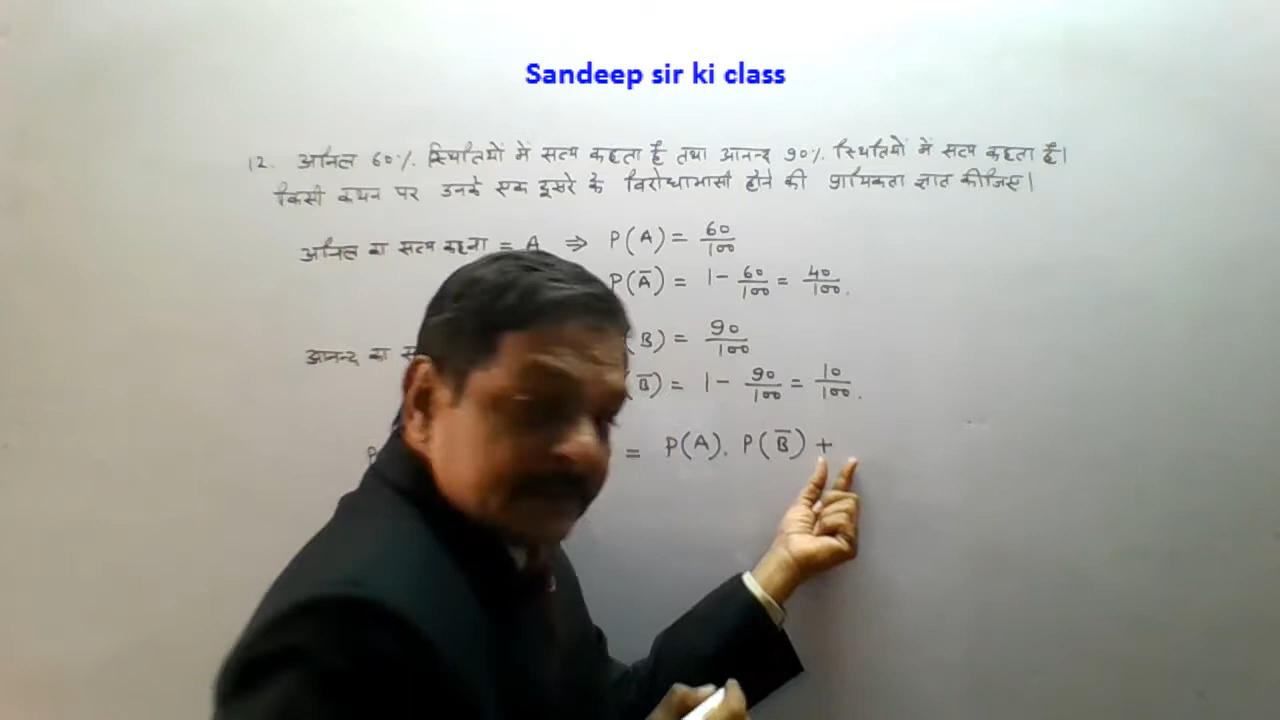 Sandeep sir ki class
12. अनिल 60%. स्थितियों में सत्य कहता है तथा आनन्द 90%. स्थितियों में सत्य कहता है।
किसी कथन पर उनके एक दूसरे के विरोधाभासी होने की प्रायिकता ज्ञात कीजिए।
अनिल का सत्य कहना = A ⇒ P(A) = 60/100
P(Ā) = 1 - 60/100 = 40/100.
आनन्द का B) = 90/100
(B̄) = 1 - 90/100 = 10/100.
= P(A). P(B̄) +